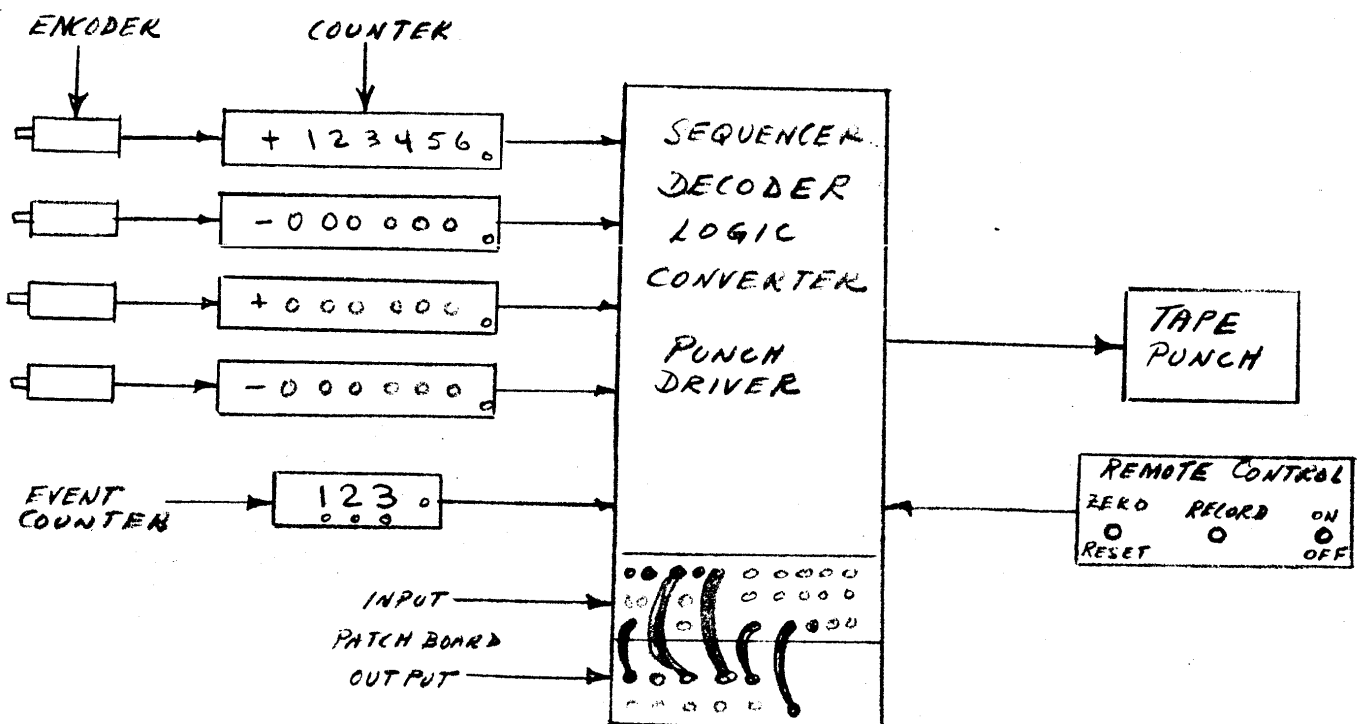 ENCODER
COUNTER
+ 123456
- 000000
+ 000000
- 000000
EVENT
COUNTER
123
SEQUENCER
DECODER
LOGIC
CONVERTER
PUNCH
DRIVER
TAPE
PUNCH
REMOTE CONTROL
ZERO RECORD ON
RESET OFF
INPUT
PATCH BOARD
OUTPUT